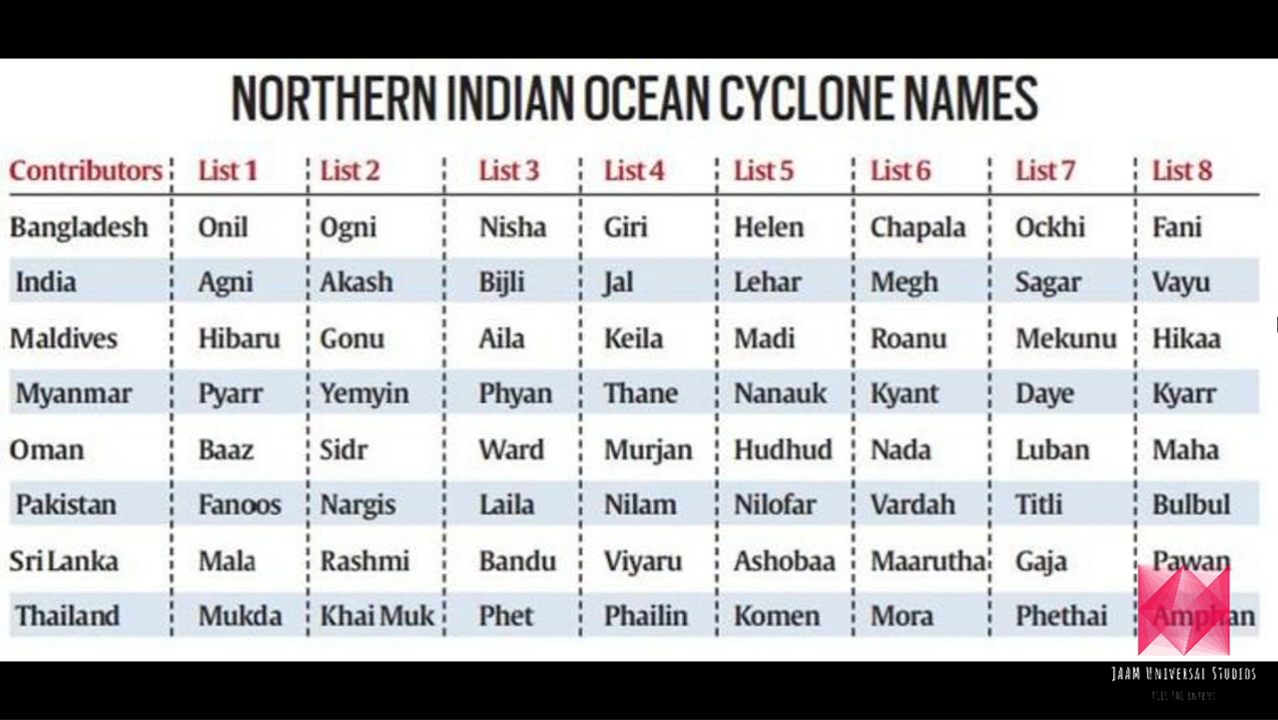 NORTHERN INDIAN OCEAN CYCLONE NAMES
Contributors List 1 List 2 List 3 List 4 List 5 List 6 List 7 List 8
Bangladesh Onil Ogni Nisha Giri Helen Chapala Ockhi Fani
India Agni Akash Bijli Jal Lehar Megh Sagar Vayu
Maldives Hibaru Gonu Aila Keila Madi Roanu Mekunu Hikaa
Myanmar Pyarr Yemyin Phyan Thane Nanauk Kyant Daye Kyarr
Oman Baaz Sidr Ward Murjan Hudhud Nada Luban Maha
Pakistan Fanoos Nargis Laila Nilam Nilofar Vardah Titli Bulbul
Sri Lanka Mala Rashmi Bandu Viyaru Ashobaa Maarutha Gaja Pawan
Thailand Mukda Khai Muk Phet Phailin Komen Mora Phethai Amphan
JAAM UNIVERSAL STUDIOS